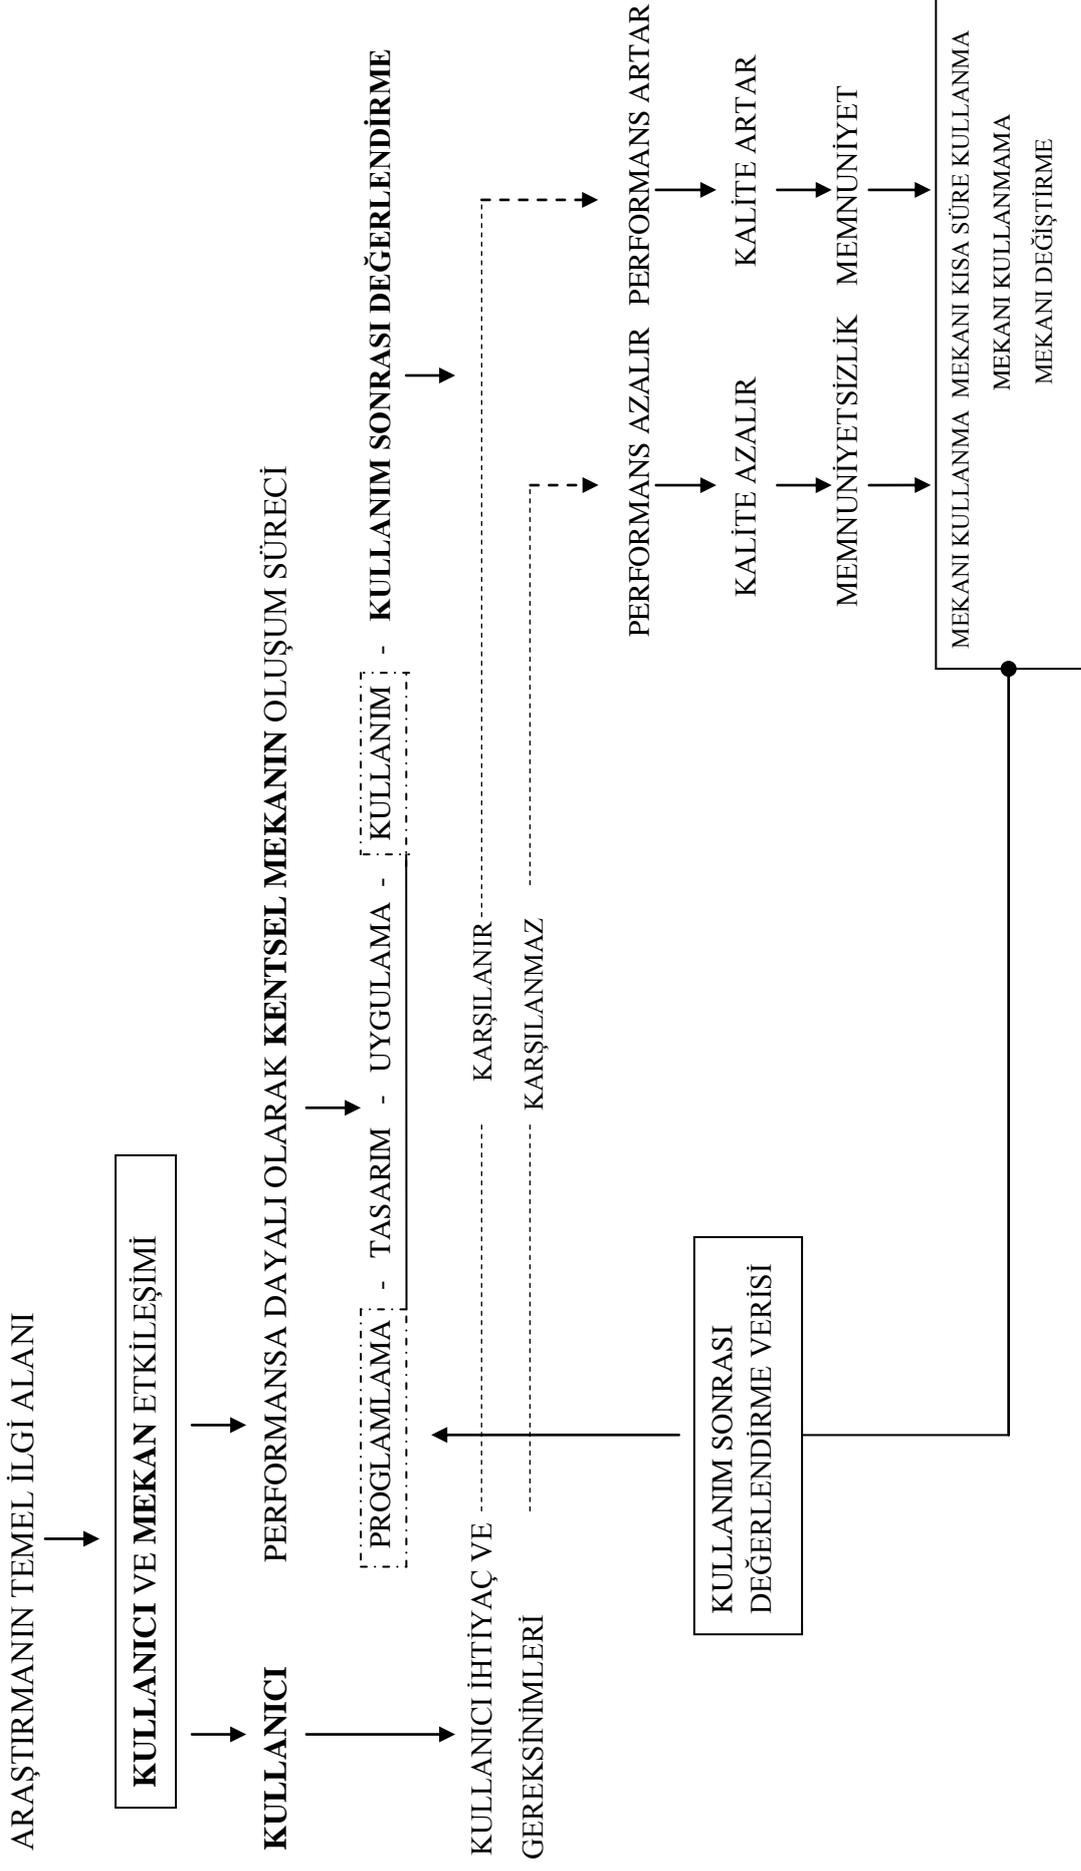 ARAŞTIRMANIN TEMEL İLGİ ALANI
KULLANICI VE MEKAN ETKİLEŞİMİ
KULLANICI
PERFORMANSA DAYALI OLARAK KENTSEL MEKANIN OLUŞUM SÜRECİ
PROGLAMLAMA - TASARIM - UYGULAMA - KULLANIM - KULLANIM SONRASI DEĞERLENDİRME
KULLANICI İHTİYAÇ VE
GEREKSİNİMLERİ
KARŞILANIR
KARŞILANMAZ
PERFORMANS AZALIR PERFORMANS ARTAR
KALİTE AZALIR KALİTE ARTAR
MEMNUNİYETSİZLİK MEMNUNİYET
KULLANIM SONRASI
DEĞERLENDİRME VERİSİ
MEKANI KULLANMA MEKANI KISA SÜRE KULLANMA
MEKANI KULLANMAMA
MEKANI DEĞİŞTİRME